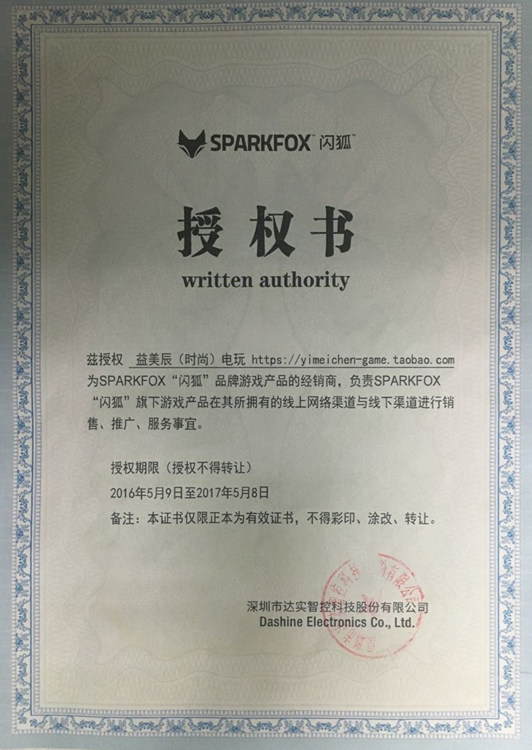 SPARKFOX™ 闪狐™
授权书
written authority
兹授权 益美辰（时尚）电玩 https://yimeichen-game.taobao.com
为SPARKFOX“闪狐”品牌游戏产品的经销商，负责SPARKFOX
“闪狐”旗下游戏产品在其所拥有的线上网络渠道与线下渠道进行销
售、推广、服务事宜。
授权期限（授权不得转让）
2016年5月9日至2017年5月8日
备注：本证书仅限正本为有效证书，不得彩印、涂改、转让。
深圳市达实智控科技股份有限公司
Dashine Electronics Co., Ltd.